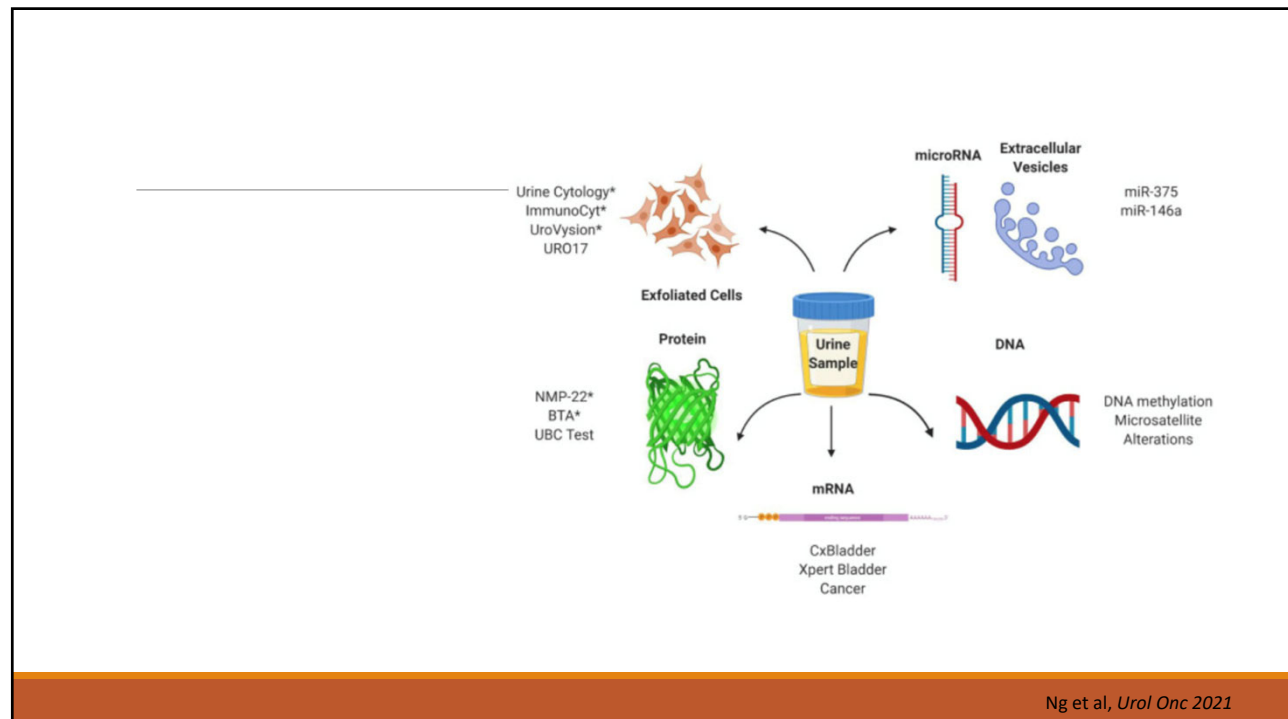 microRNA
Extracellular
Vesicles
miR-375
miR-146a
Urine Cytology*
ImmunoCyt*
UroVysion*
URO17
Exfoliated Cells
Urine
Sample
Protein
NMP-22*
BTA*
UBC Test
DNA
DNA methylation
Microsatellite
Alterations
mRNA
CxBladder
Xpert Bladder
Cancer
Ng et al, Urol Onc 2021